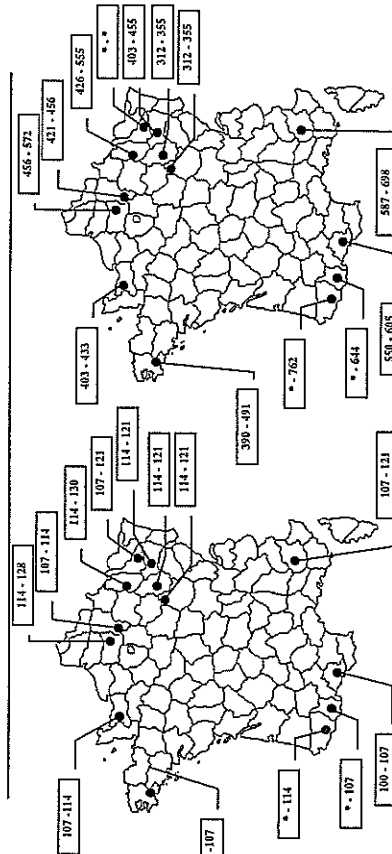 456 - 572
421 - 456
426 - 555
* - *
403 - 455
312 - 355
312 - 355
403 - 433
390 - 491
* - 762
* - 644
550 - 605
587 - 698
114 - 128
107 - 114
114 - 130
107 - 121
114 - 121
114 - 121
114 - 121
107 - 114
-107
* - 114
* - 107
100 - 107
107 - 121